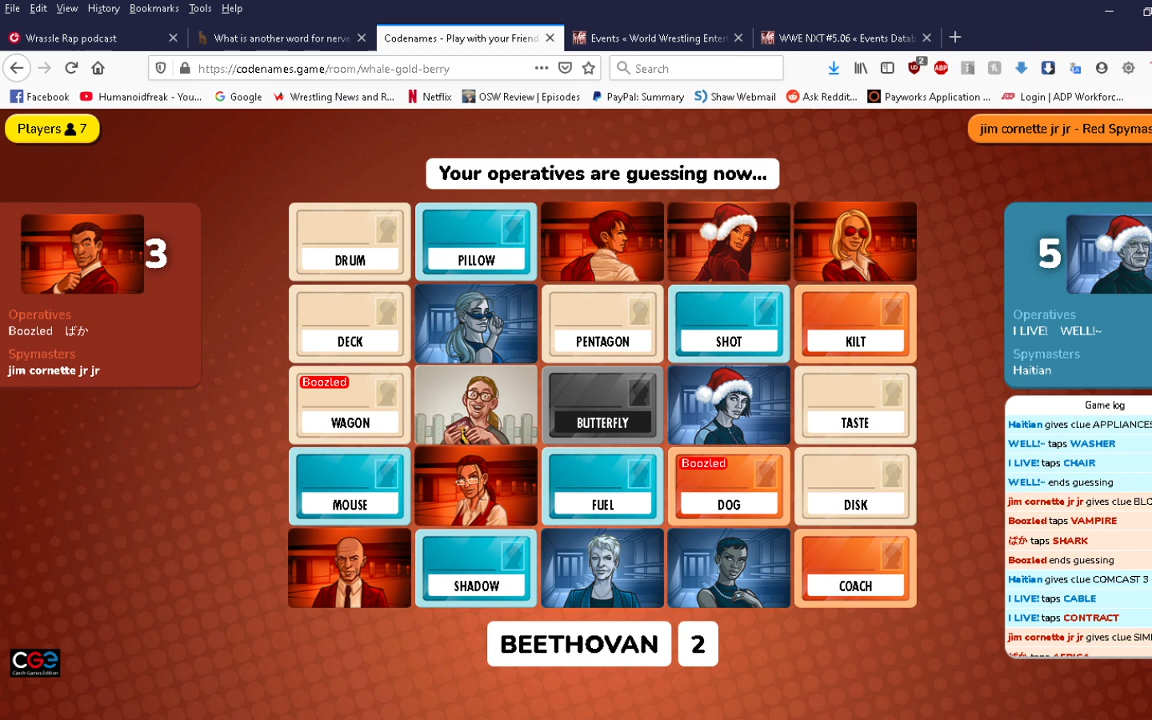 File Edit View History Bookmarks Tools Help
Wrassle Rap podcast
What is another word for nerve
Codenames - Play with your Friend
Events « World Wrestling Enter
WWE NXT #5.06 « Events Datab
https://codenames.game/room/whale-gold-berry
Search
2
ABP
Facebook
Humanoidfreak - You...
Google
Wrestling News and R...
Netflix
OSW Review | Episodes
PayPal: Summary
Shaw Webmail
Ask Reddit...
Payworks Application ...
Login | ADP Workforc...
Players 7
jim cornette jr jr - Red Spymas
Your operatives are guessing now...
3
Operatives
Boozled ばか
Spymasters
jim cornette jr jr
DRUM
PILLOW
DECK
PENTAGON
SHOT
KILT
Boozled
WAGON
BUTTERFLY
TASTE
MOUSE
FUEL
Boozled
DOG
DISK
SHADOW
COACH
BEETHOVAN 2
5
Operatives
I LIVE! WELL!~
Spymasters
Haitian
Game log
Haitian gives clue APPLIANCES
WELL!~ taps WASHER
I LIVE! taps CHAIR
WELL!~ ends guessing
jim cornette jr jr gives clue BLO
Boozled taps VAMPIRE
ばか taps SHARK
Boozled ends guessing
Haitian gives clue COMCAST 3
I LIVE! taps CABLE
I LIVE! taps CONTRACT
jim cornette jr jr gives clue SIM
ばか taps AFRICA
CGE
Czech Games Edition